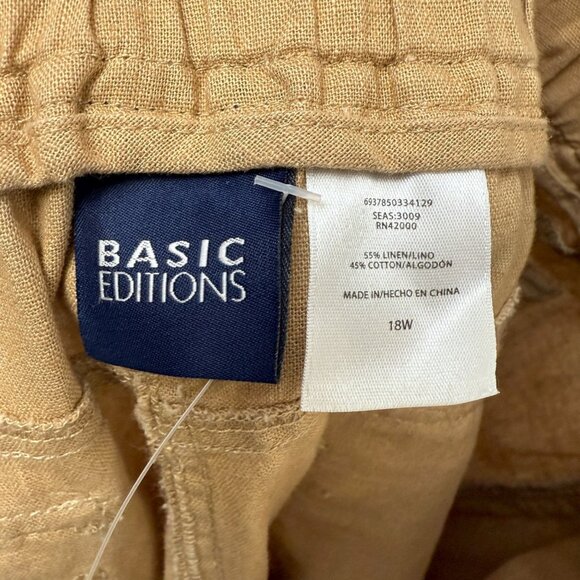 BASIC
EDITIONS
6937850334129
SEAS:3009
RN42000
55% LINEN/LINO
45% COTTON/ALGODÓN
MADE IN/HECHO EN CHINA
18W